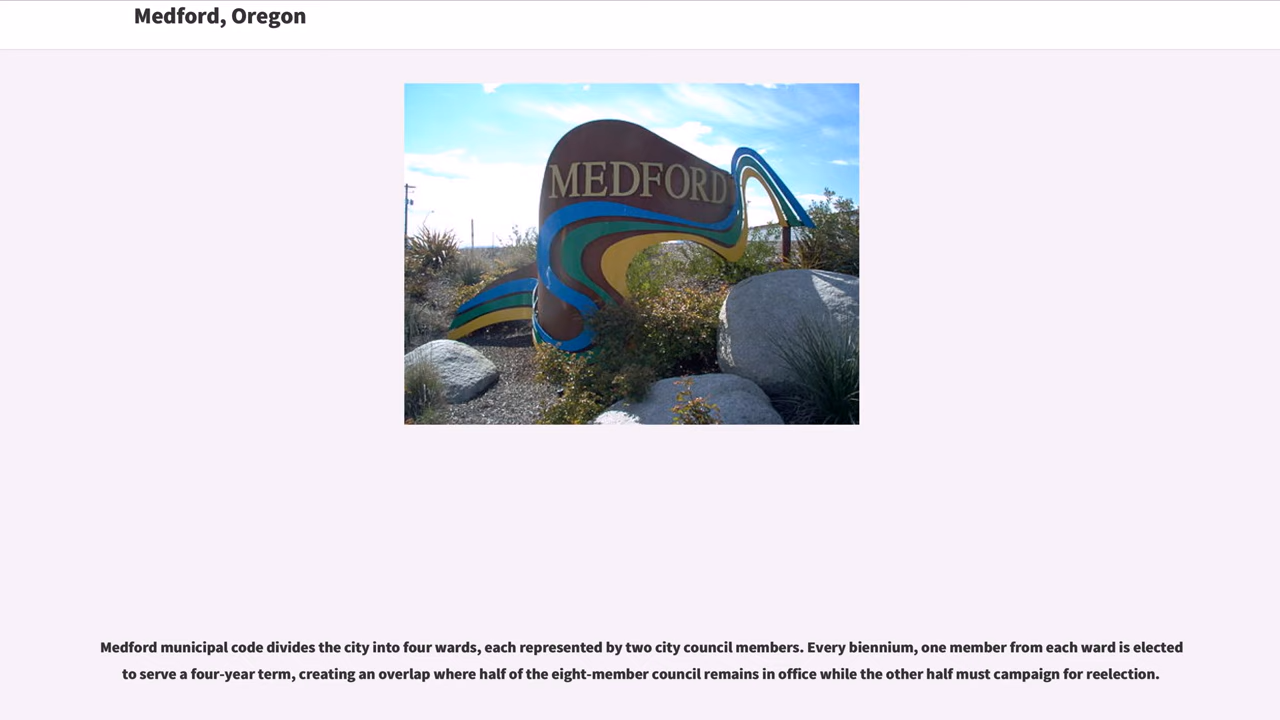 Medford, Oregon
MEDFORD
Medford municipal code divides the city into four wards, each represented by two city council members. Every biennium, one member from each ward is elected
to serve a four-year term, creating an overlap where half of the eight-member council remains in office while the other half must campaign for reelection.